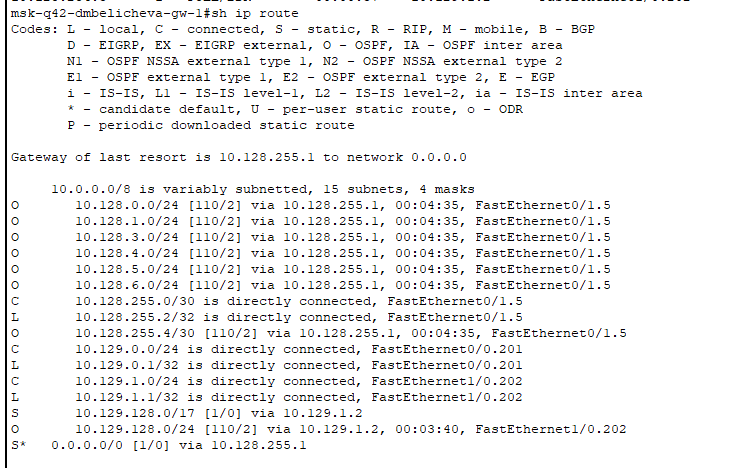 msk-q42-dmbelicheva-gw-1#sh ip route
Codes: L - local, C - connected, S - static, R - RIP, M - mobile, B - BGP
D - EIGRP, EX - EIGRP external, O - OSPF, IA - OSPF inter area
N1 - OSPF NSSA external type 1, N2 - OSPF NSSA external type 2
E1 - OSPF external type 1, E2 - OSPF external type 2, E - EGP
i - IS-IS, L1 - IS-IS level-1, L2 - IS-IS level-2, ia - IS-IS inter area
* - candidate default, U - per-user static route, o - ODR
P - periodic downloaded static route
Gateway of last resort is 10.128.255.1 to network 0.0.0.0
10.0.0.0/8 is variably subnetted, 15 subnets, 4 masks
O 10.128.0.0/24 [110/2] via 10.128.255.1, 00:04:35, FastEthernet0/1.5
O 10.128.1.0/24 [110/2] via 10.128.255.1, 00:04:35, FastEthernet0/1.5
O 10.128.3.0/24 [110/2] via 10.128.255.1, 00:04:35, FastEthernet0/1.5
O 10.128.4.0/24 [110/2] via 10.128.255.1, 00:04:35, FastEthernet0/1.5
O 10.128.5.0/24 [110/2] via 10.128.255.1, 00:04:35, FastEthernet0/1.5
O 10.128.6.0/24 [110/2] via 10.128.255.1, 00:04:35, FastEthernet0/1.5
C 10.128.255.0/30 is directly connected, FastEthernet0/1.5
L 10.128.255.2/32 is directly connected, FastEthernet0/1.5
O 10.128.255.4/30 [110/2] via 10.128.255.1, 00:04:35, FastEthernet0/1.5
C 10.129.0.0/24 is directly connected, FastEthernet0/0.201
L 10.129.0.1/32 is directly connected, FastEthernet0/0.201
C 10.129.1.0/24 is directly connected, FastEthernet1/0.202
L 10.129.1.1/32 is directly connected, FastEthernet1/0.202
S 10.129.128.0/17 [1/0] via 10.129.1.2
O 10.129.128.0/24 [110/2] via 10.129.1.2, 00:03:40, FastEthernet1/0.202
S* 0.0.0.0/0 [1/0] via 10.128.255.1